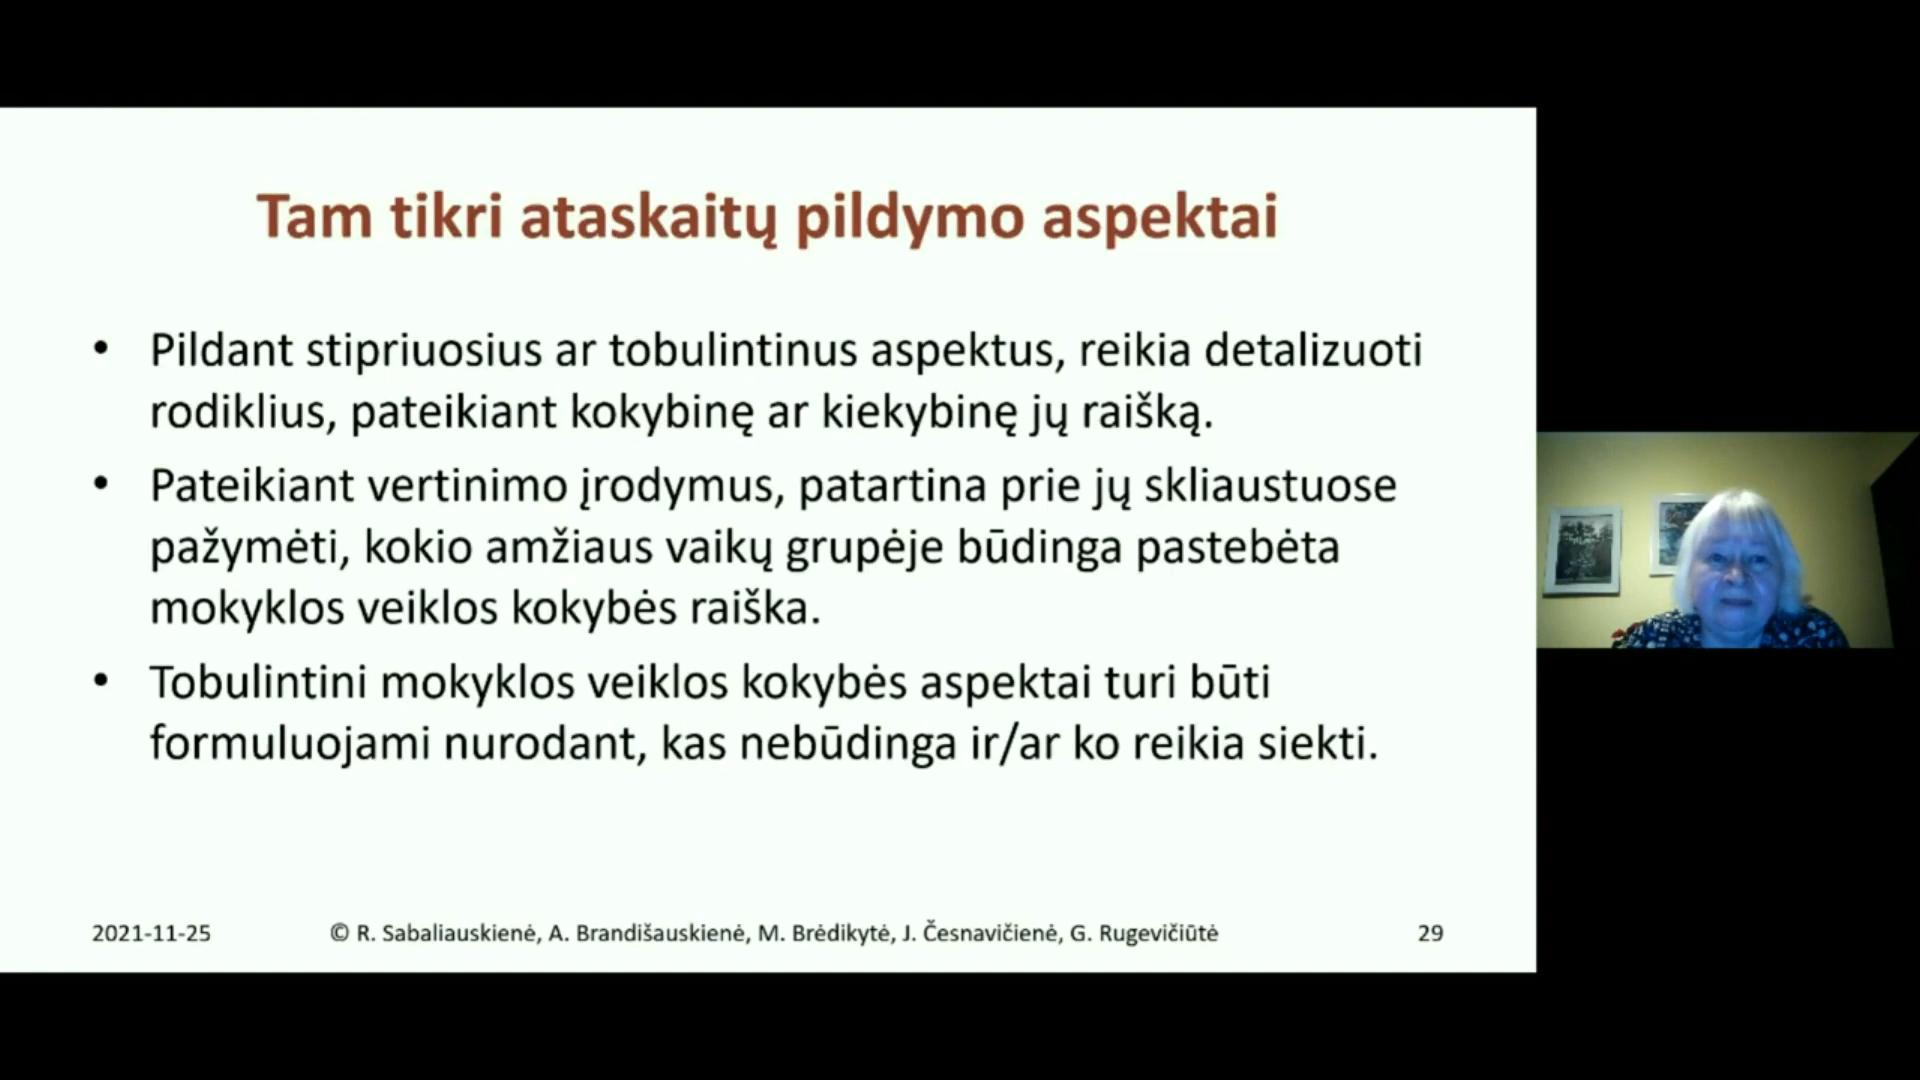 Tam tikri ataskaitų pildymo aspektai
• Pildant stipriuosius ar tobulintinus aspektus, reikia detalizuoti
rodiklius, pateikiant kokybinę ar kiekybinę jų raišką.
• Pateikiant vertinimo įrodymus, patartina prie jų skliaustuose
pažymėti, kokio amžiaus vaikų grupėje būdinga pastebėta
mokyklos veiklos kokybės raiška.
• Tobulintini mokyklos veiklos kokybės aspektai turi būti
formuluojami nurodant, kas nebūdinga ir/ar ko reikia siekti.
2021-11-25
© R. Sabaliauskienė, A. Brandišauskienė, M. Brėdikytė, J. Česnavičienė, G. Rugevičiūtė
29